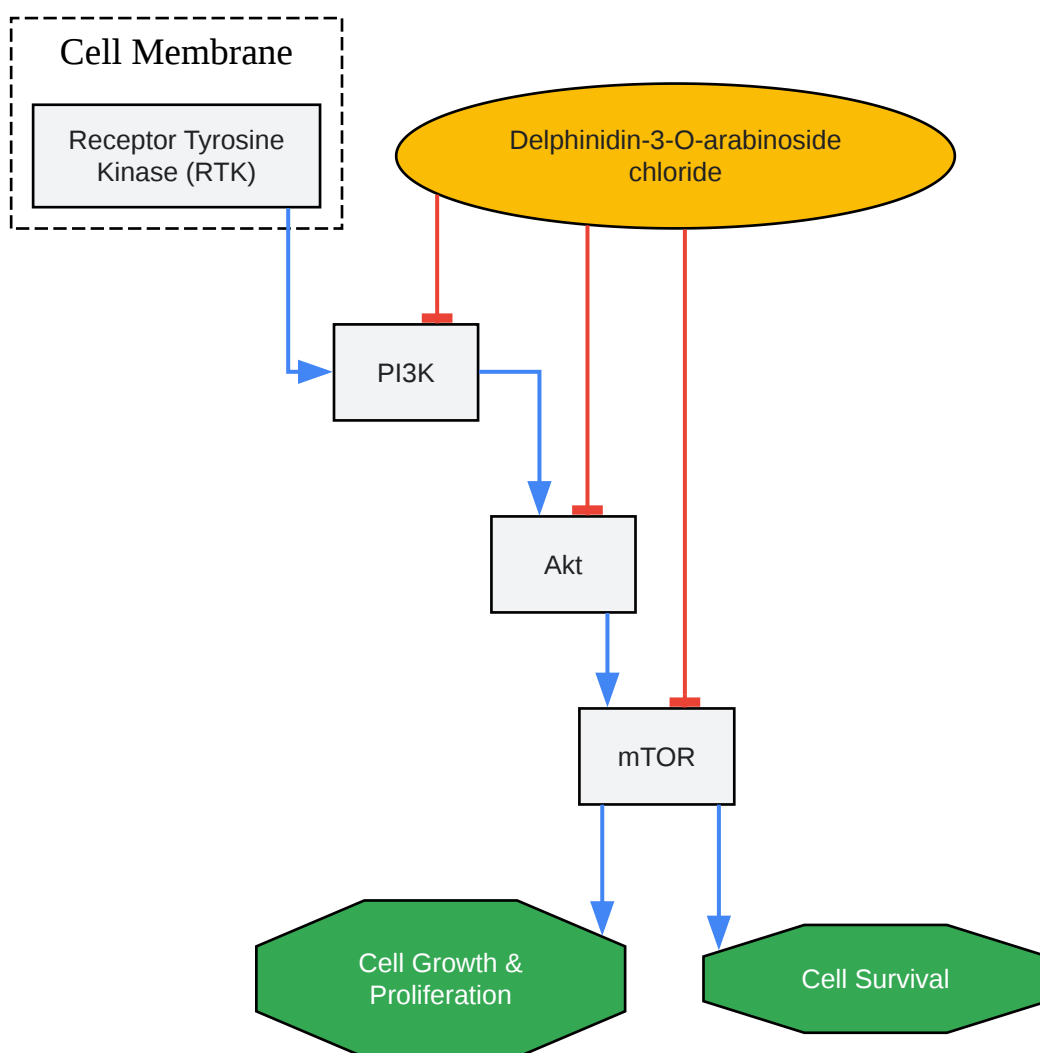 Cell Membrane
Receptor Tyrosine
Kinase (RTK)
Delphinidin-3-O-arabinoside
chloride
PI3K
Akt
mTOR
Cell Growth &
Proliferation
Cell Survival